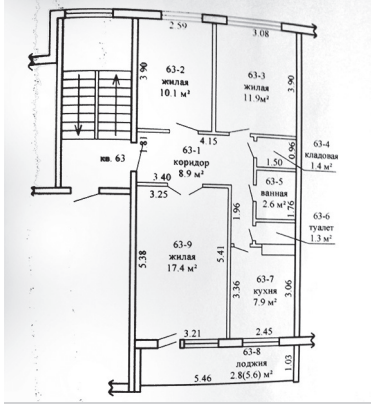 2.59
3.08
63-2
жилая
10.1 м²
3.90
63-3
жилая
11.9м²
3.90
4.15
63-1
коридор
8.9 м²
1.81
кв. 63
3.40
3.25
0.96
63-4
кладовая
1.4 м²
1.50
63-5
ванная
2.6 м²
1.76
1.96
63-6
туалет
1.3 м²
63-9
жилая
17.4 м²
5.38
5.41
63-7
кухня
7.9 м²
3.36
3.06
3.21
2.45
63-8
лоджия
2.8(5.6) м²
1.03
5.46